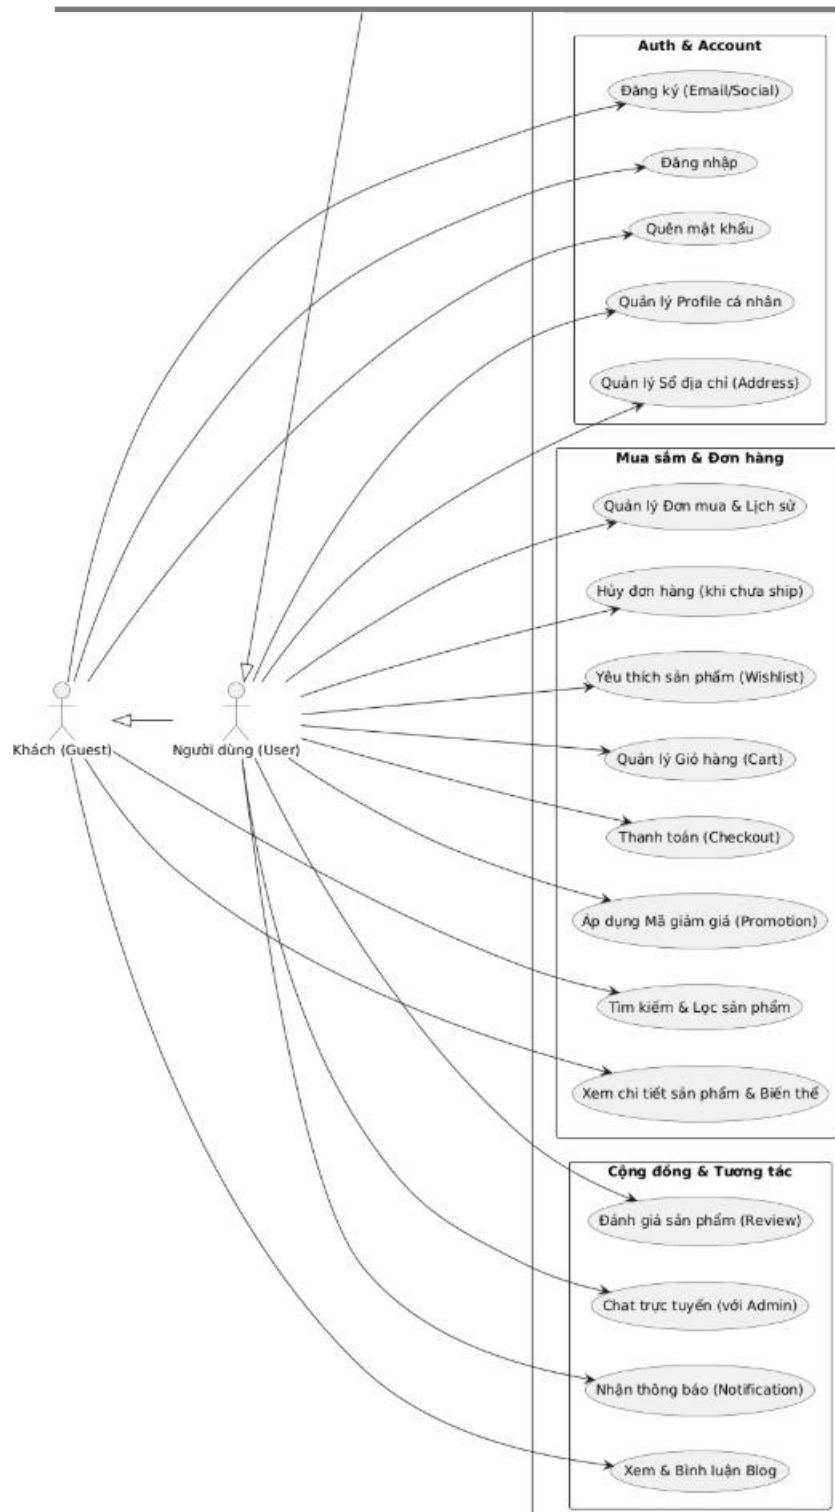 Auth & Account
Đăng ký (Email/Social)
Đăng nhập
Quên mật khẩu
Quản lý Profile cá nhân
Quản lý Sổ địa chỉ (Address)
Mua sắm & Đơn hàng
Quản lý Đơn mua & Lịch sử
Hủy đơn hàng (khi chưa ship)
Yêu thích sản phẩm (Wishlist)
Khách (Guest)
Người dùng (User)
Quản lý Giỏ hàng (Cart)
Thanh toán (Checkout)
Áp dụng Mã giảm giá (Promotion)
Tìm kiếm & Lọc sản phẩm
Xem chi tiết sản phẩm & Biến thể
Cộng đồng & Tương tác
Đánh giá sản phẩm (Review)
Chat trực tuyến (với Admin)
Nhận thông báo (Notification)
Xem & Bình luận Blog